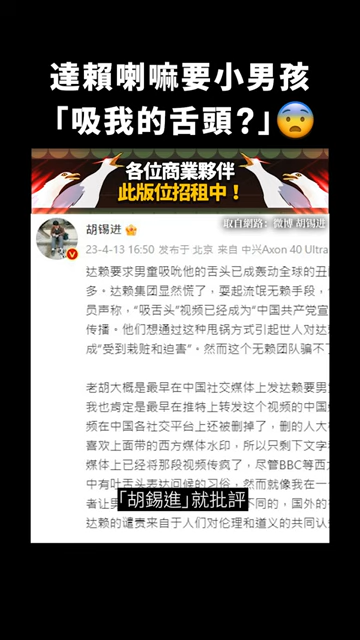 達賴喇嘛要小男孩
「吸我的舌頭？」
各位商業夥伴
此版位招租中！
取自網路：微博 胡锡进
胡锡进
23-4-13 16:50 发布于 北京 来自 中兴Axon 40 Ultra
达赖要求男童吸吮他的舌头已成轰动全球的丑
多。达赖集团显然慌了，耍起流氓无赖手段，
员声称，“吸舌头”视频已经成为“中国共产党宣
传播。他们想通过这种甩锅方式引起世人对达
成“受到栽赃和迫害”。然而这个无赖团队骗不
老胡大概是最早在中国社交媒体上发达赖要男
我也肯定是最早在推特上转发这个视频的中国
频在中国各社交平台上还被删掉了，删的人大
喜欢上面带的西方媒体水印，所以只剩下文字
媒体上已经将那段视频传疯了，尽管BBC等西
中有吐舌头表达问候的习俗，然而就像我在一
者让男
不同的，国外的
达赖的谴责来自于人们对伦理和道义的共同认
「胡錫進」就批評